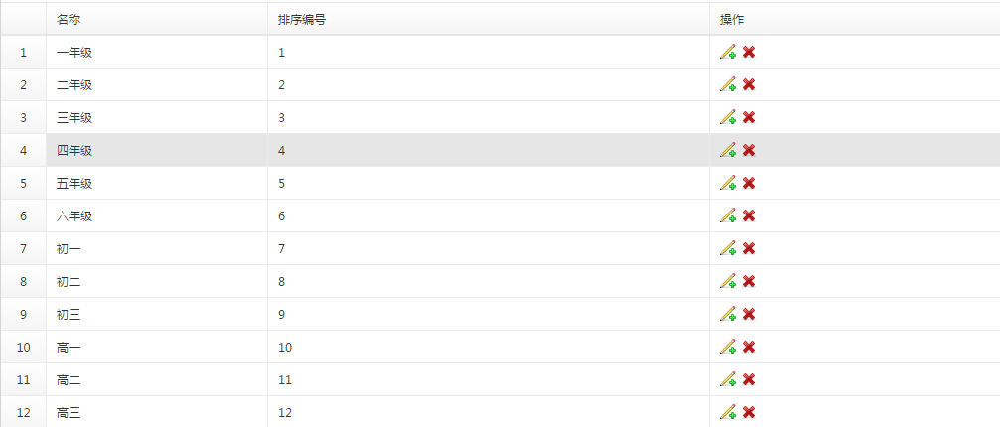 名称 排序编号 操作
1 一年级 1
2 二年级 2
3 三年级 3
4 四年级 4
5 五年级 5
6 六年级 6
7 初一 7
8 初二 8
9 初三 9
10 高一 10
11 高二 11
12 高三 12